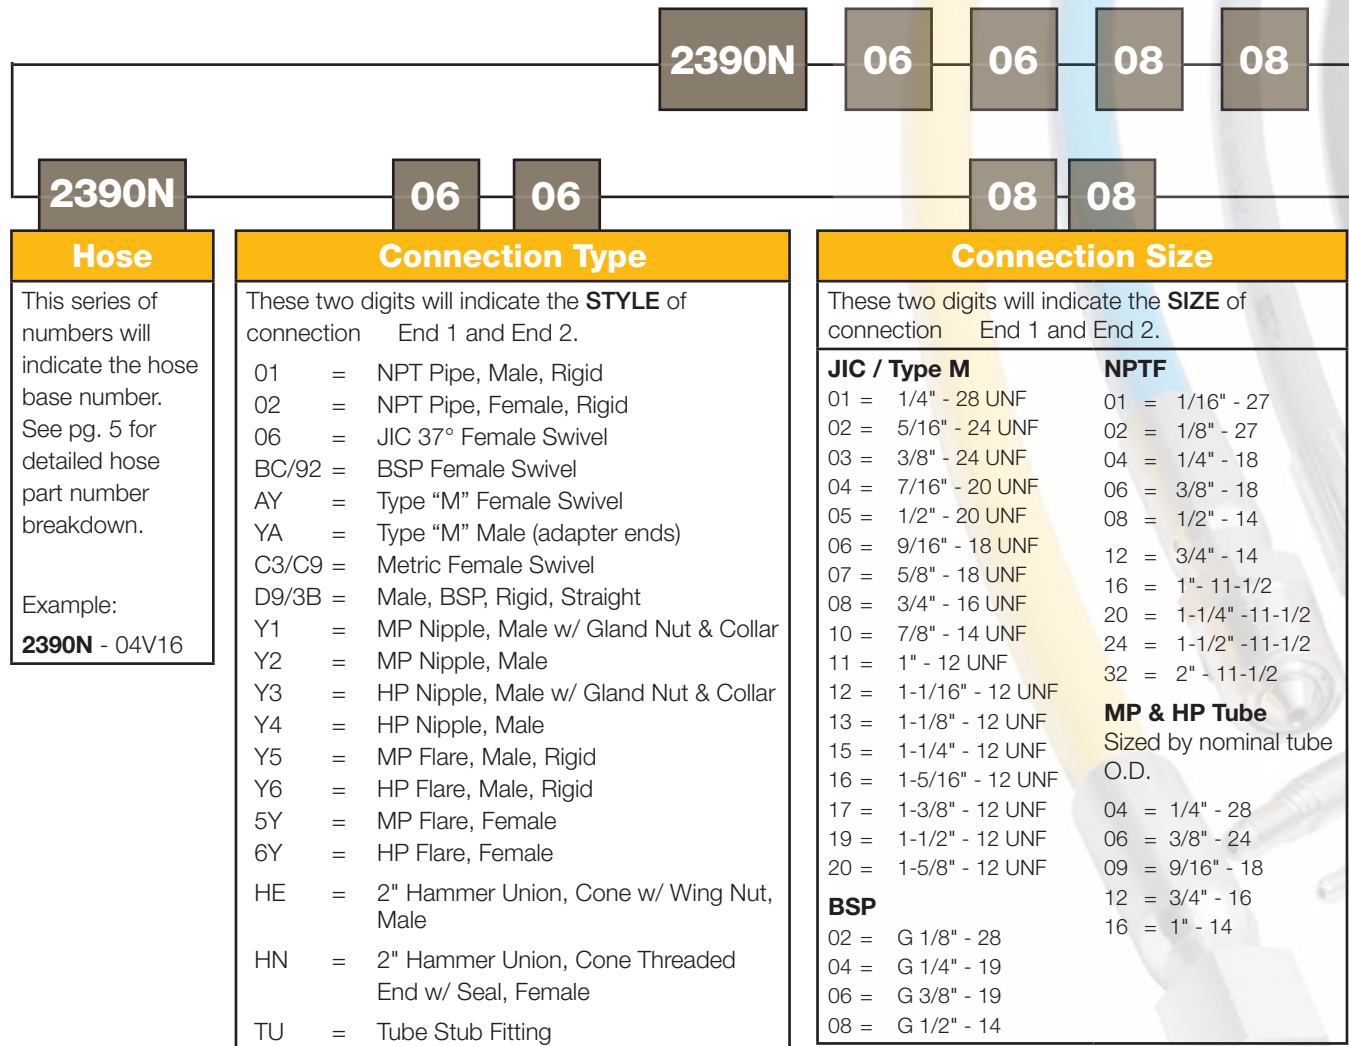 2390N 06 06 08 08
2390N 06 06 08 08
Hose
This series of
numbers will
indicate the hose
base number.
See pg. 5 for
detailed hose
part number
breakdown.
Example:
2390N - 04V16
Connection Type
These two digits will indicate the STYLE of
connection End 1 and End 2.
01 = NPT Pipe, Male, Rigid
02 = NPT Pipe, Female, Rigid
06 = JIC 37° Female Swivel
BC/92 = BSP Female Swivel
AY = Type “M” Female Swivel
YA = Type “M” Male (adapter ends)
C3/C9 = Metric Female Swivel
D9/3B = Male, BSP, Rigid, Straight
Y1 = MP Nipple, Male w/ Gland Nut & Collar
Y2 = MP Nipple, Male
Y3 = HP Nipple, Male w/ Gland Nut & Collar
Y4 = HP Nipple, Male
Y5 = MP Flare, Male, Rigid
Y6 = HP Flare, Male, Rigid
5Y = MP Flare, Female
6Y = HP Flare, Female
HE = 2" Hammer Union, Cone w/ Wing Nut,
Male
HN = 2" Hammer Union, Cone Threaded
End w/ Seal, Female
TU = Tube Stub Fitting
Connection Size
These two digits will indicate the SIZE of
connection End 1 and End 2.
JIC / Type M
01 = 1/4" - 28 UNF
02 = 5/16" - 24 UNF
03 = 3/8" - 24 UNF
04 = 7/16" - 20 UNF
05 = 1/2" - 20 UNF
06 = 9/16" - 18 UNF
07 = 5/8" - 18 UNF
08 = 3/4" - 16 UNF
10 = 7/8" - 14 UNF
11 = 1" - 12 UNF
12 = 1-1/16" - 12 UNF
13 = 1-1/8" - 12 UNF
15 = 1-1/4" - 12 UNF
16 = 1-5/16" - 12 UNF
17 = 1-3/8" - 12 UNF
19 = 1-1/2" - 12 UNF
20 = 1-5/8" - 12 UNF
BSP
02 = G 1/8" - 28
04 = G 1/4" - 19
06 = G 3/8" - 19
08 = G 1/2" - 14
NPTF
01 = 1/16" - 27
02 = 1/8" - 27
04 = 1/4" - 18
06 = 3/8" - 18
08 = 1/2" - 14
12 = 3/4" - 14
16 = 1"- 11-1/2
20 = 1-1/4" -11-1/2
24 = 1-1/2" -11-1/2
32 = 2" - 11-1/2
MP & HP Tube
Sized by nominal tube
O.D.
04 = 1/4" - 28
06 = 3/8" - 24
09 = 9/16" - 18
12 = 3/4" - 16
16 = 1" - 14